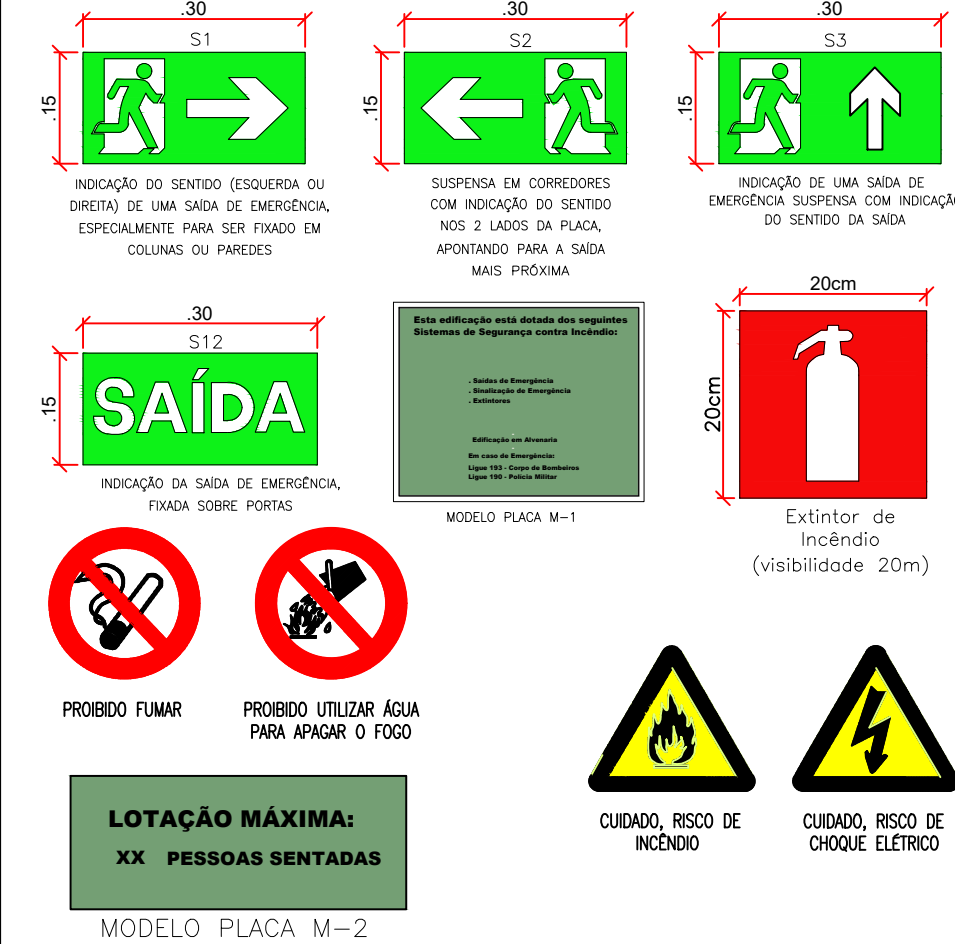 .30
S1
.15
INDICAÇÃO DO SENTIDO (ESQUERDA OU
DIREITA) DE UMA SAÍDA DE EMERGÊNCIA,
ESPECIALMENTE PARA SER FIXADO EM
COLUNAS OU PAREDES
.30
S2
.15
SUSPENSA EM CORREDORES
COM INDICAÇÃO DO SENTIDO
NOS 2 LADOS DA PLACA,
APONTANDO PARA A SAÍDA
MAIS PRÓXIMA
.30
S3
.15
INDICAÇÃO DE UMA SAÍDA DE
EMERGÊNCIA SUSPENSA COM INDICAÇÃO
DO SENTIDO DA SAÍDA
.30
S12
.15
SAÍDA
INDICAÇÃO DA SAÍDA DE EMERGÊNCIA,
FIXADA SOBRE PORTAS
Esta edificação está dotada dos seguintes
Sistemas de Segurança contra Incêndio:
. Saídas de Emergência
. Sinalização de Emergência
. Extintores
Edificação em Alvenaria
Em caso de Emergência:
Ligue 193 - Corpo de Bombeiros
Ligue 190 - Polícia Militar
MODELO PLACA M-1
20cm
20cm
Extintor de
Incêndio
(visibilidade 20m)
PROIBIDO FUMAR
PROIBIDO UTILIZAR ÁGUA
PARA APAGAR O FOGO
CUIDADO, RISCO DE
INCÊNDIO
CUIDADO, RISCO DE
CHOQUE ELÉTRICO
LOTAÇÃO MÁXIMA:
XX PESSOAS SENTADAS
MODELO PLACA M-2